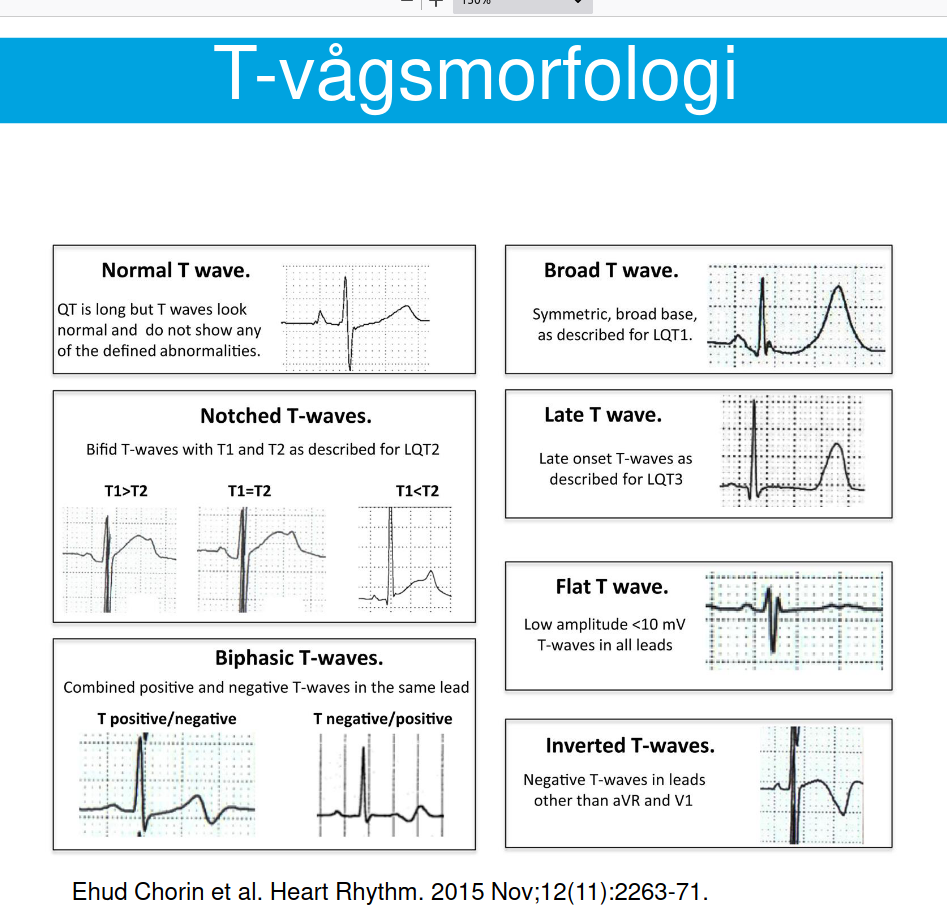 150%
T-vågsmorfologi
Normal T wave.
QT is long but T waves look
normal and do not show any
of the defined abnormalities.
Notched T-waves.
Bifid T-waves with T1 and T2 as described for LQT2
T1>T2
T1=T2
T1<T2
Biphasic T-waves.
Combined positive and negative T-waves in the same lead
T positive/negative
T negative/positive
Broad T wave.
Symmetric, broad base,
as described for LQT1.
Late T wave.
Late onset T-waves as
described for LQT3
Flat T wave.
Low amplitude <10 mV
T-waves in all leads
Inverted T-waves.
Negative T-waves in leads
other than aVR and V1
Ehud Chorin et al. Heart Rhythm. 2015 Nov;12(11):2263-71.